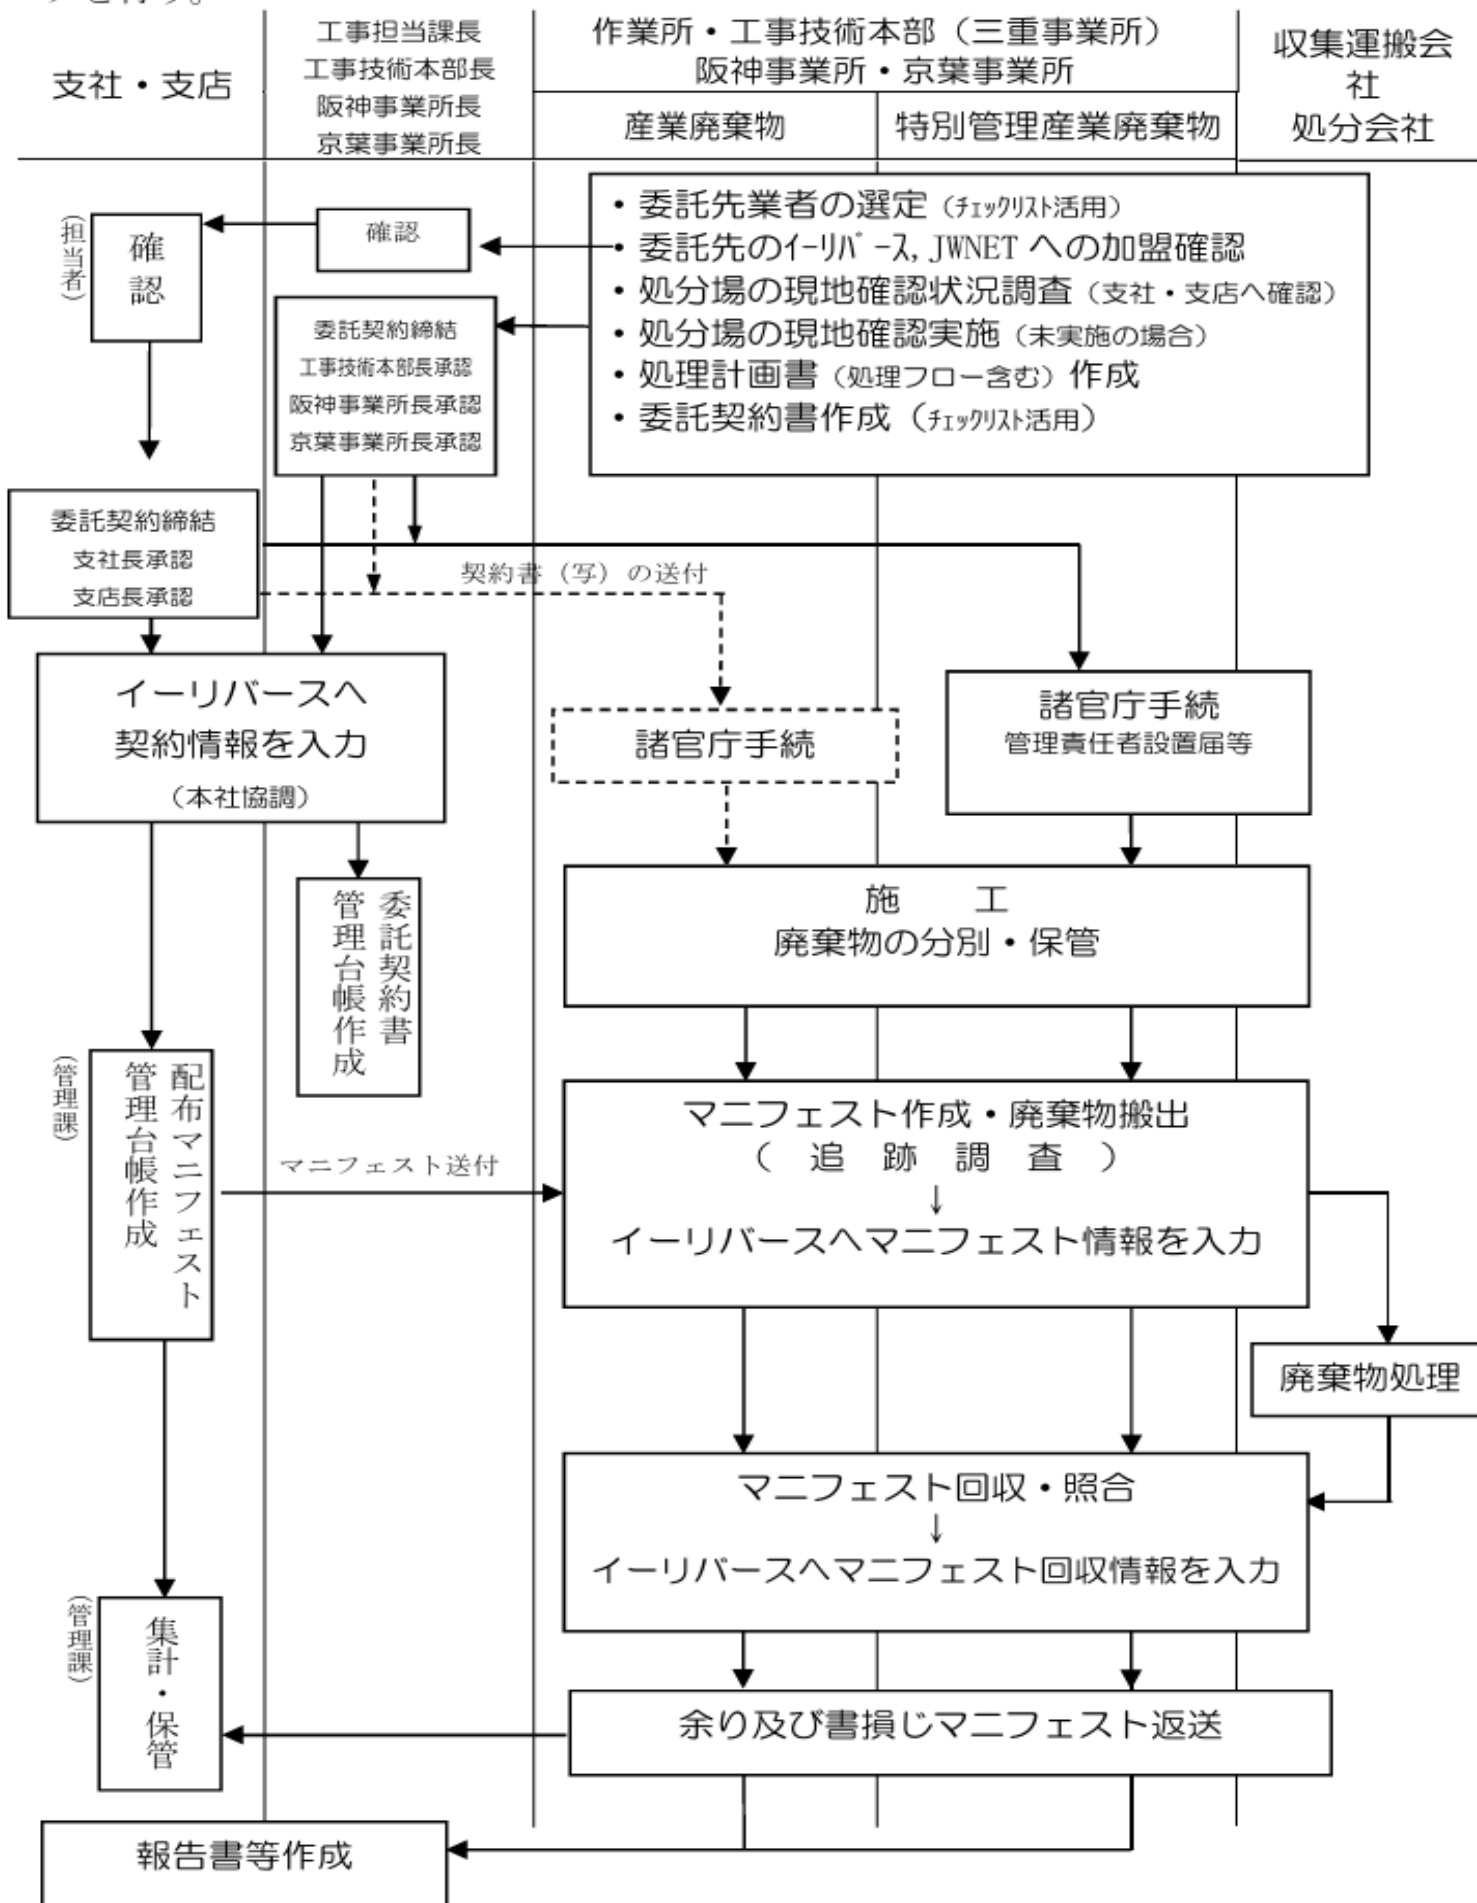 支社・支店
工事担当課長
工事技術本部長
阪神事業所長
京葉事業所長
作業所・工事技術本部（三重事業所）
阪神事業所・京葉事業所
産業廃棄物
特別管理産業廃棄物
収集運搬会
社
処分会社
・委託先業者の選定（ﾁｪｯｸﾘｽﾄ活用）
・委託先のｲｰﾘﾊﾞｰｽ, JWNET への加盟確認
・処分場の現地確認状況調査（支社・支店へ確認）
・処分場の現地確認実施（未実施の場合）
・処理計画書（処理フロー含む）作成
・委託契約書作成（ﾁｪｯｸﾘｽﾄ活用）
確認
確認
（担当者）
委託契約締結
工事技術本部長承認
阪神事業所長承認
京葉事業所長承認
委託契約締結
支社長承認
支店長承認
契約書（写）の送付
イーリバースへ
契約情報を入力
（本社協調）
諸官庁手続
諸官庁手続
管理責任者設置届等
委託契約書
管理台帳作成
施　工
廃棄物の分別・保管
配布マニフェスト
管理台帳作成
（管理課）
マニフェスト送付
マニフェスト作成・廃棄物搬出
（　追　跡　調　査　）
↓
イーリバースへマニフェスト情報を入力
廃棄物処理
マニフェスト回収・照合
↓
イーリバースへマニフェスト回収情報を入力
集計・保管
（管理課）
余り及び書損じマニフェスト返送
報告書等作成